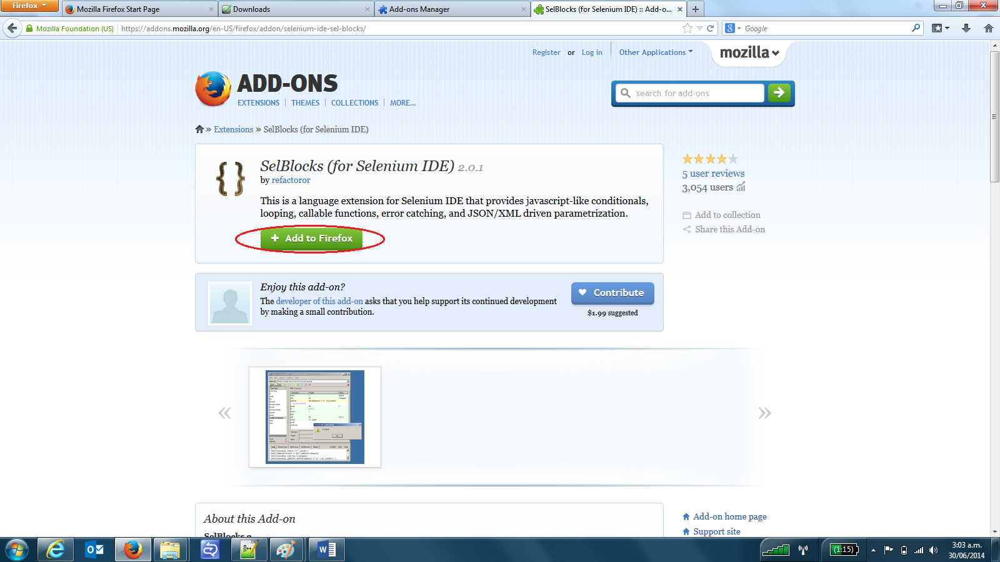 Firefox
Mozilla Firefox Start Page
Downloads
Add-ons Manager
SelBlocks (for Selenium IDE) :: Add-o...
Mozilla Foundation (US)
https://addons.mozilla.org/en-US/firefox/addon/selenium-ide-sel-blocks/
Google
Register or Log in
Other Applications
mozilla
ADD-ONS
EXTENSIONS
THEMES
COLLECTIONS
MORE...
search for add-ons
» Extensions » SelBlocks (for Selenium IDE)
SelBlocks (for Selenium IDE) 2.0.1
by refactoror
This is a language extension for Selenium IDE that provides javascript-like conditionals,
looping, callable functions, error catching, and JSON/XML driven parametrization.
+ Add to Firefox
5 user reviews
3,054 users
Add to collection
Share this Add-on
Enjoy this add-on?
The developer of this add-on asks that you help support its continued development
by making a small contribution.
Contribute
$1.99 suggested
«
»
About this Add-on
SelBlocks a
Add-on home page
Support site
(1:15)
3:03 a.m.
30/06/2014